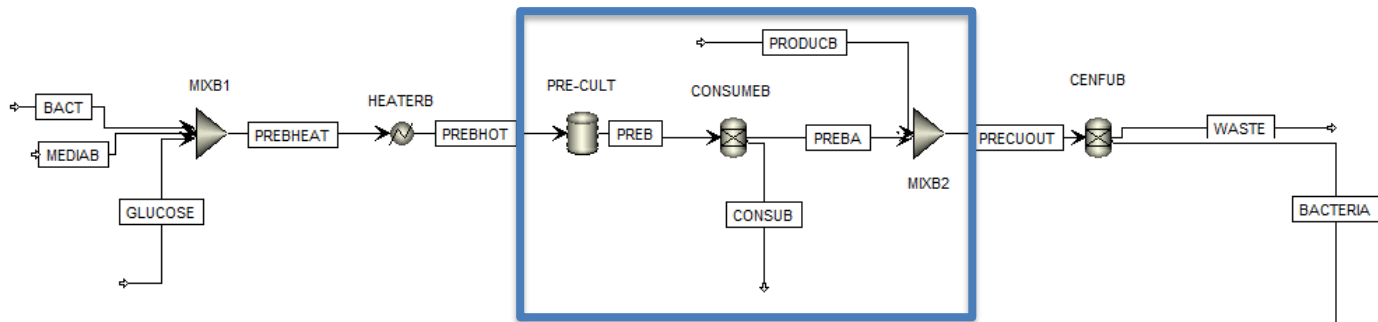 PRODUCB
MIXB1
PRE-CULT
CONSUMEB
HEATERB
CENFUB
BACT
WASTE
PREBHEAT
PREBHOT
PREB
PREBA
PRECUOUT
MEDIAB
MIXB2
GLUCOSE
CONSUB
BACTERIA